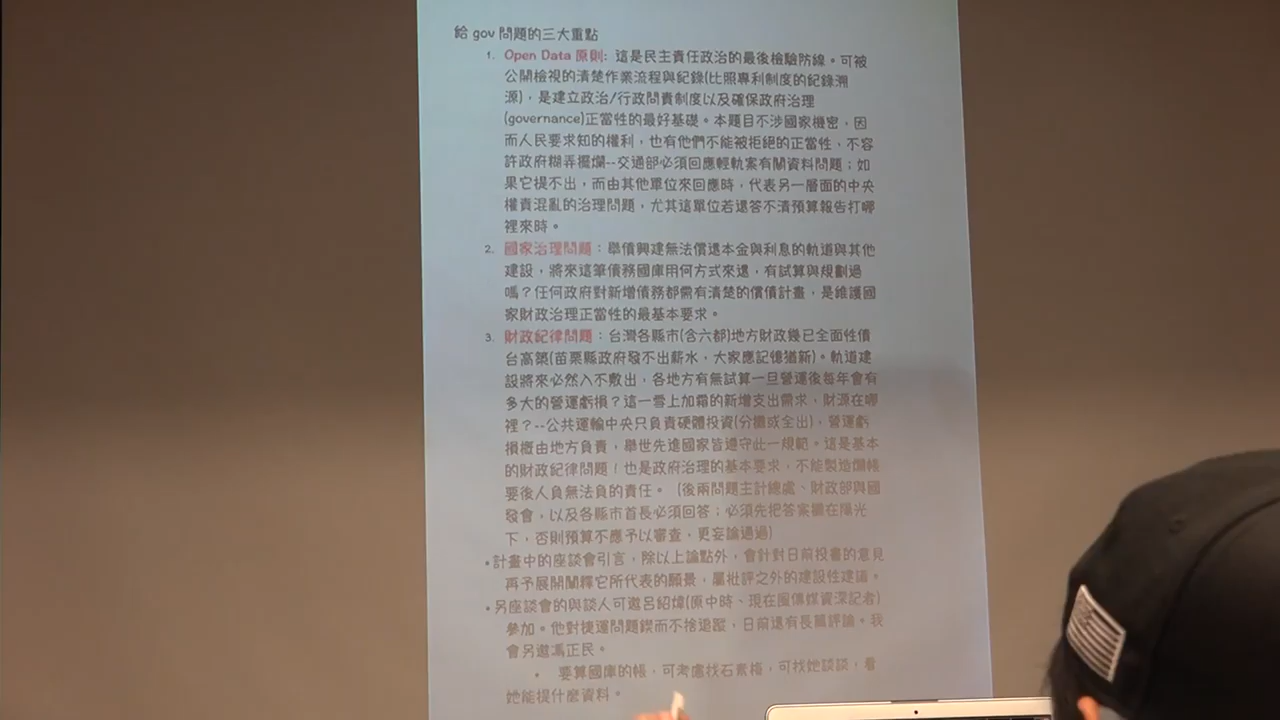 給 gov 問題的三大重點
1. Open Data 原則: 這是民主責任政治的最後檢驗防線。可被
公開檢視的清楚作業流程與紀錄(比照專利制度的紀錄溯
源)，是建立政治/行政問責制度以及確保政府治理
(governance)正當性的最好基礎。本題目不涉國家機密，因
而人民要求知的權利，也有他們不能被拒絕的正當性，不容
許政府糊弄擺爛--交通部必須回應輕軌案有關資料問題；如
果它提不出，而由其他單位來回應時，代表另一層面的中央
權責混亂的治理問題，尤其這單位若還答不清預算報告打哪
裡來時。
2. 國家治理問題：舉債興建無法償還本金與利息的軌道與其他
建設，將來這筆債務國庫用何方式來還，有試算與規劃過
嗎？任何政府對新增債務都需有清楚的償債計畫，是維護國
家財政治理正當性的最基本要求。
3. 財政紀律問題：台灣各縣市(含六都)地方財政幾已全面性債
台高築(苗栗縣政府發不出薪水，大家應記憶猶新)。軌道建
設將來必然入不敷出，各地方有無試算一旦營運後每年會有
多大的營運虧損？這一雪上加霜的新增支出需求、財源在哪
裡？--公共運輸中央只負責硬體投資(分攤或全出)，營運虧
損概由地方負責，舉世先進國家皆遵守此一規範。這是基本
的財政紀律問題！也是政府治理的基本要求，不能製造爛帳
要後人負無法負的責任。 (後兩問題主計總處、財政部與國
發會，以及各縣市首長必須回答；必須先把答案攤在陽光
下，否則預算不應予以審查，更妄論通過)
•計畫中的座談會引言，除以上論點外，會針對日前投書的意見
再予展開闡釋它所代表的願景，屬批評之外的建設性建議。
•另座談會的與談人可邀呂紹煒(原中時、現在風傳媒資深記者)
參加。他對捷運問題鍥而不捨追蹤，日前還有長篇評論。我
會另邀馮正民。
• 要算國庫的帳，可考慮找石素梅，可找她談談，看
她能提什麼資料。